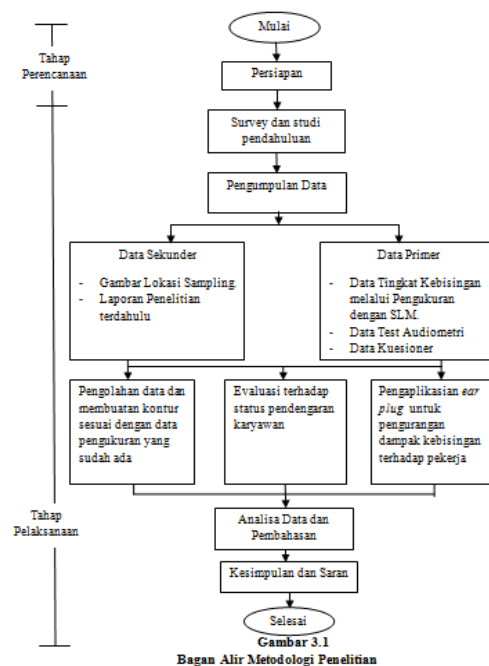 Mulai
Tahap
Perencanaan
Persiapan
Survey dan studi
pendahuluan
Pengumpulan Data
Data Sekunder
- Gambar Lokasi Sampling.
- Laporan Penelitian
terdahulu
Data Primer
- Data Tingkat Kebisingan
melalui Pengukuran
dengan SLM.
- Data Test Audiometri
- Data Kuesioner
Pengolahan data dan
membuatan kontur
sesuai dengan data
pengukuran yang
sudah ada
Evaluasi terhadap
status pendengaran
karyawan
Pengaplikasian ear
plug untuk
pengurangan
dampak kebisingan
terhadap pekerja
Tahap
Pelaksanaan
Analisa Data dan
Pembahasan
Kesimpulan dan Saran
Selesai
Gambar 3.1
Bagan Alir Metodologi Penelitian